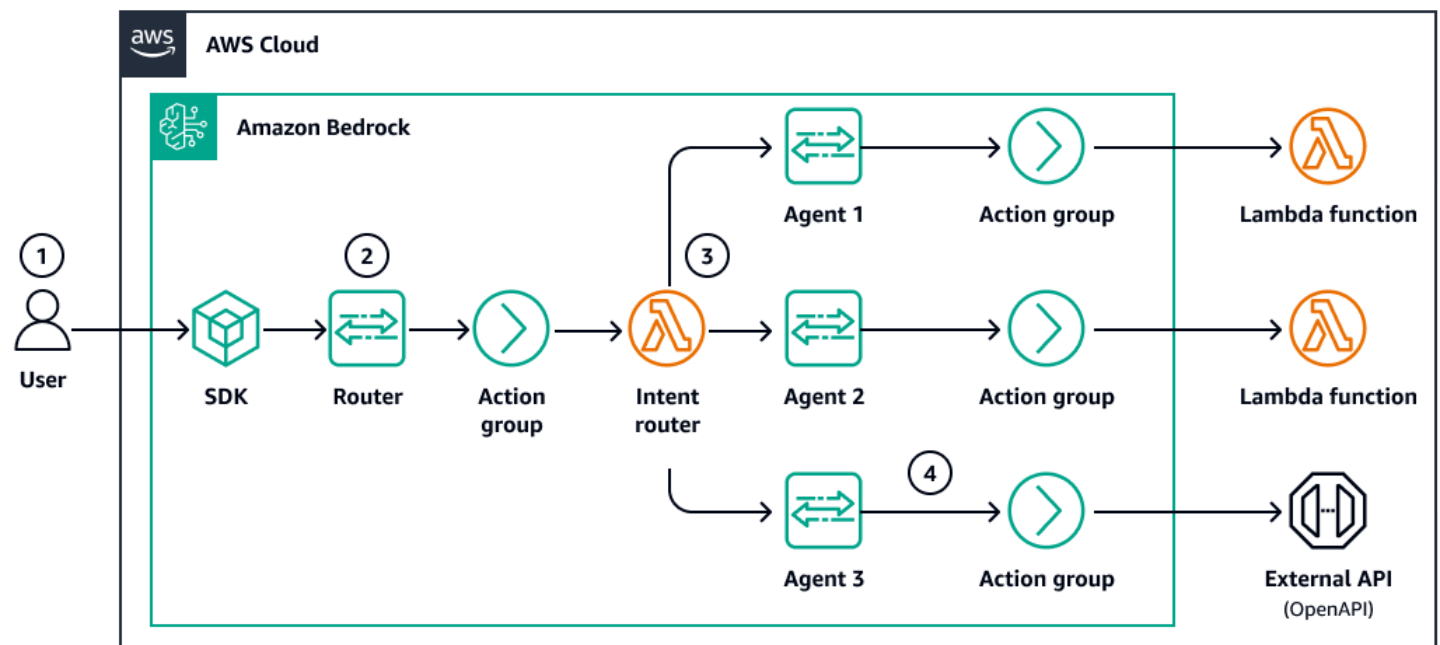 aws
AWS Cloud
Amazon Bedrock
Agent 1
Action group
Lambda function
1
2
3
User
SDK
Router
Action
group
Intent
router
Agent 2
Action group
Lambda function
4
Agent 3
Action group
External API
(OpenAPI)